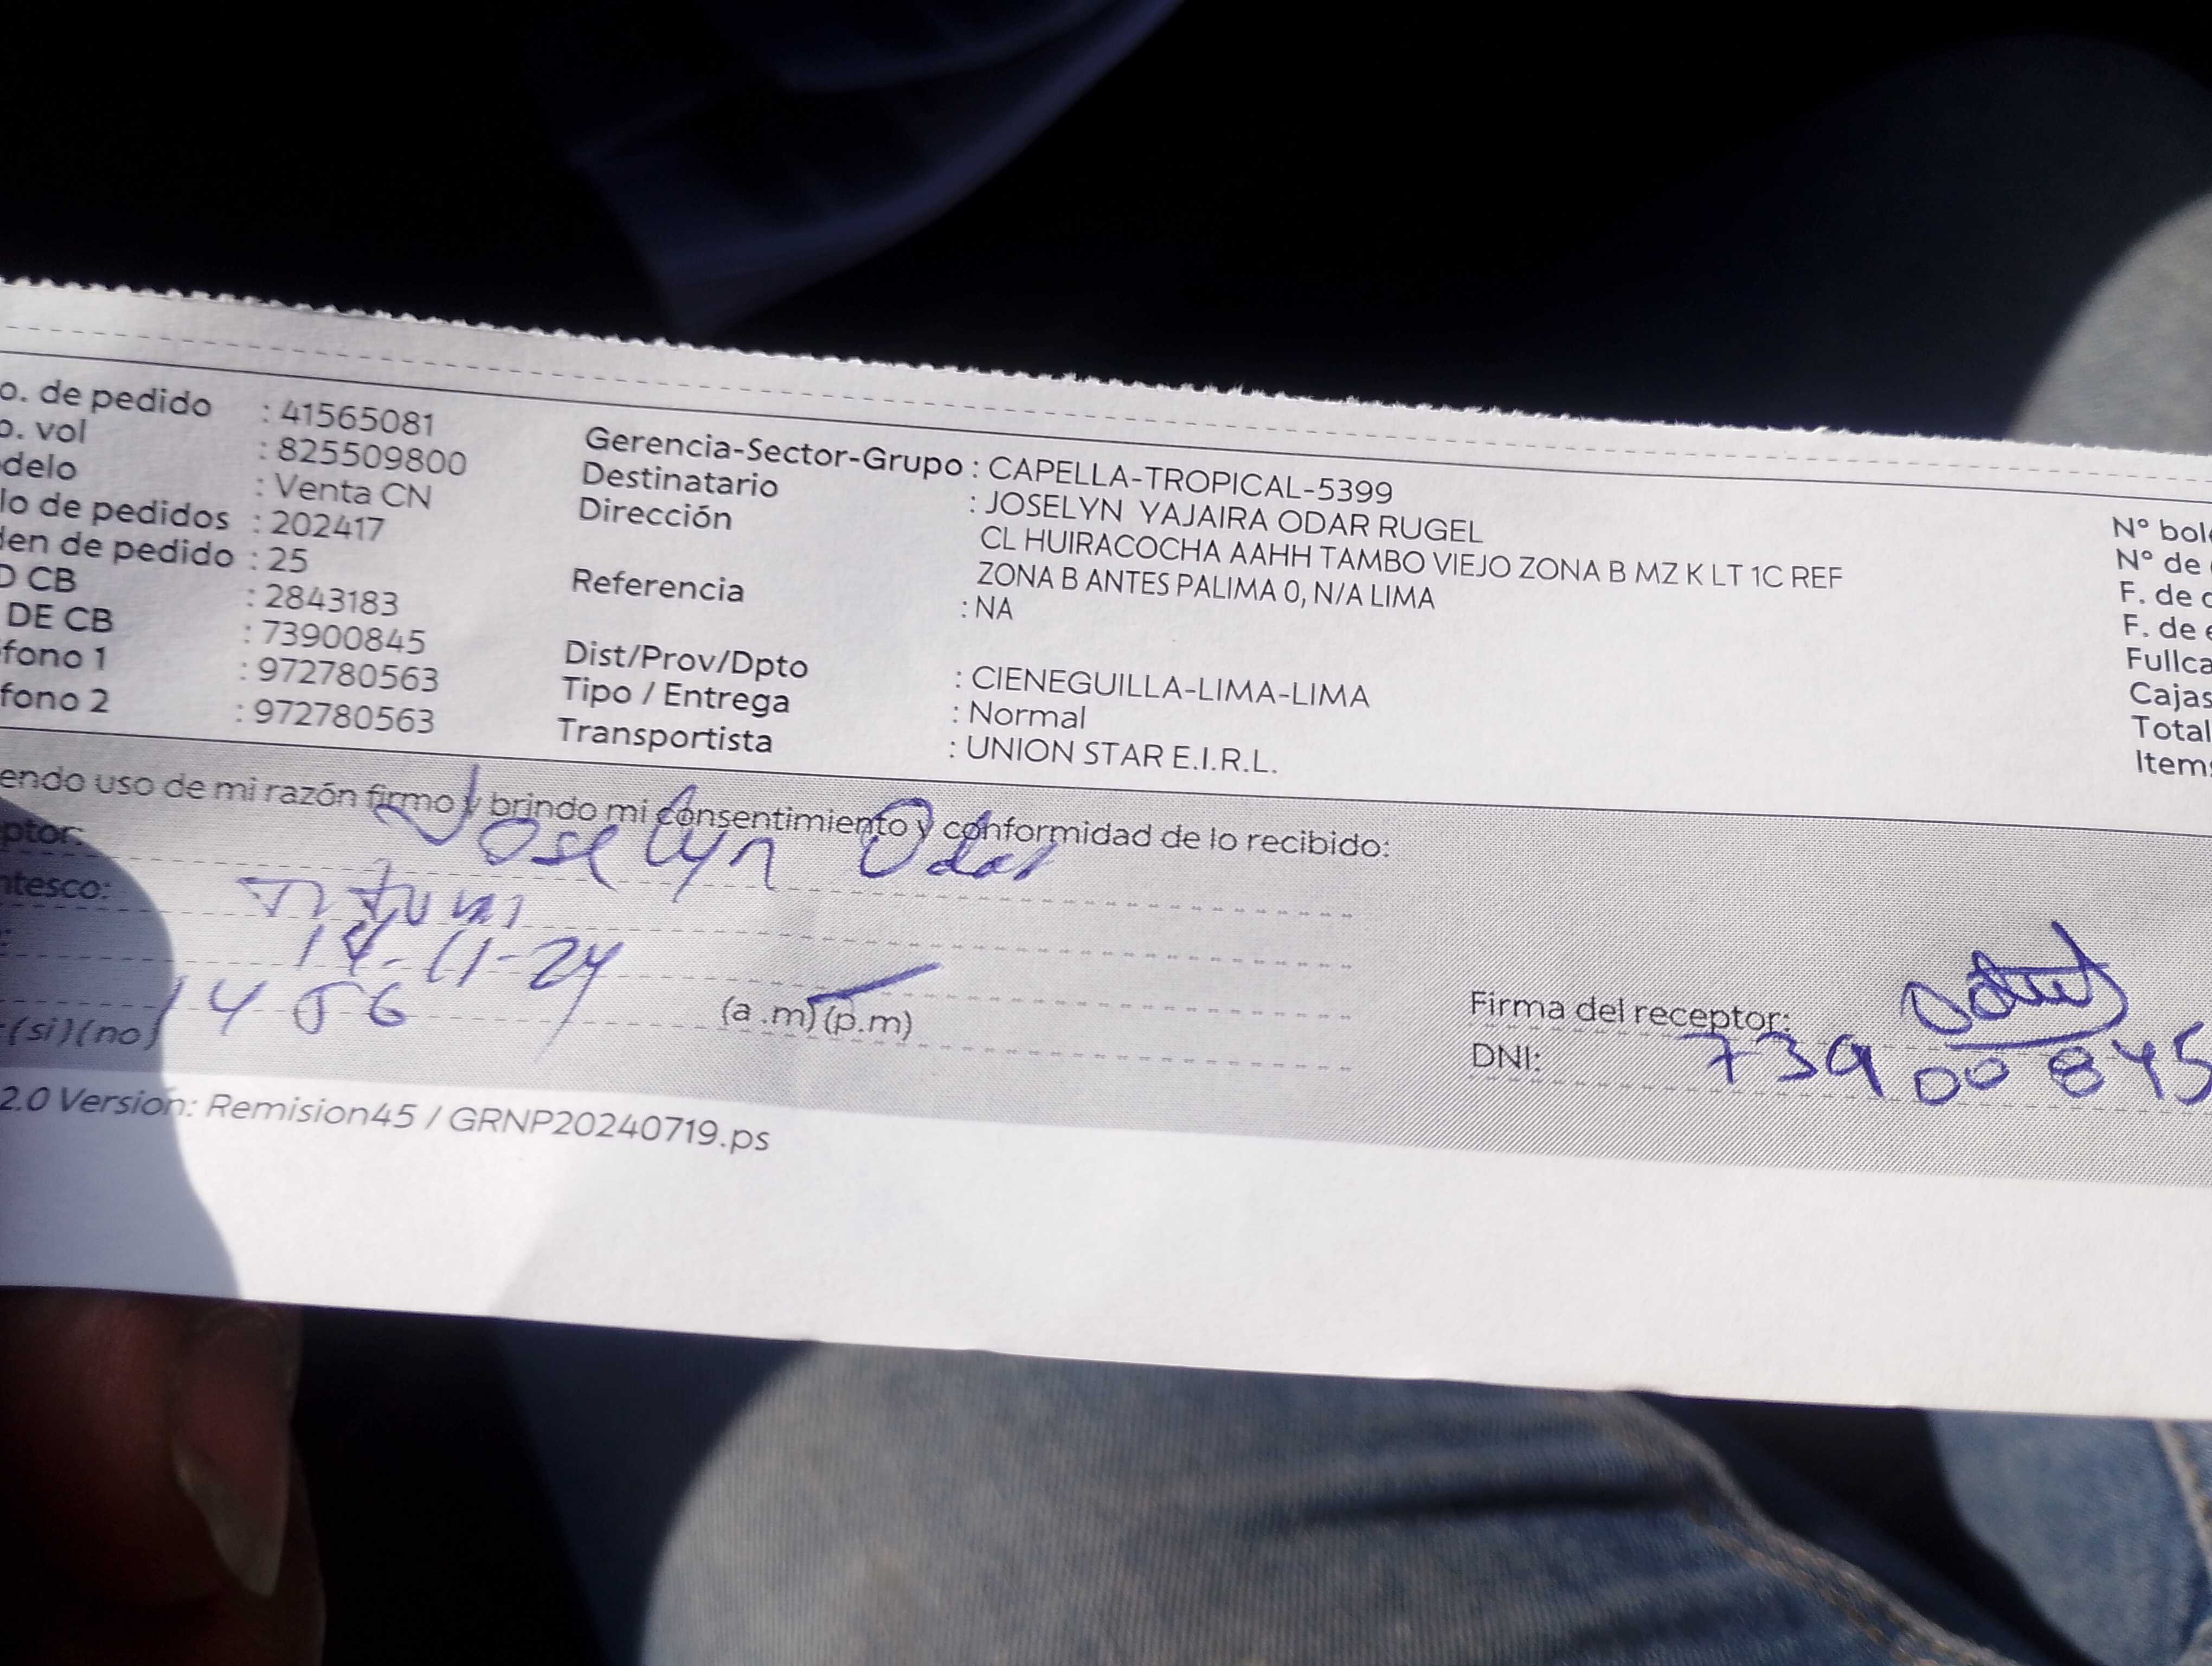 o. de pedido : 41565081
o. vol : 825509800
delo : Venta CN
lo de pedidos : 202417
den de pedido : 25
D CB : 2843183
DE CB : 73900845
fono 1 : 972780563
fono 2 : 972780563
Gerencia-Sector-Grupo : CAPELLA-TROPICAL-5399
Destinatario : JOSELYN YAJAIRA ODAR RUGEL
Dirección CL HUIRACOCHA AAHH TAMBO VIEJO ZONA B MZ K LT 1C REF
ZONA B ANTES PALIMA 0, N/A LIMA
Referencia : NA
Dist/Prov/Dpto : CIENEGUILLA-LIMA-LIMA
Tipo / Entrega : Normal
Transportista : UNION STAR E.I.R.L.
N° bol
N° de
F. de
F. de
Fullca
Cajas
Total
Items
endo uso de mi razón firmo y brindo mi consentimiento y conformidad de lo recibido:
ptor: Joselyn Odar
ntesco:
14-11-24
(a .m) (p.m)
(si)(no)
Firma del receptor:
DNI: 73900845
2.0 Version: Remision45 / GRNP20240719.ps